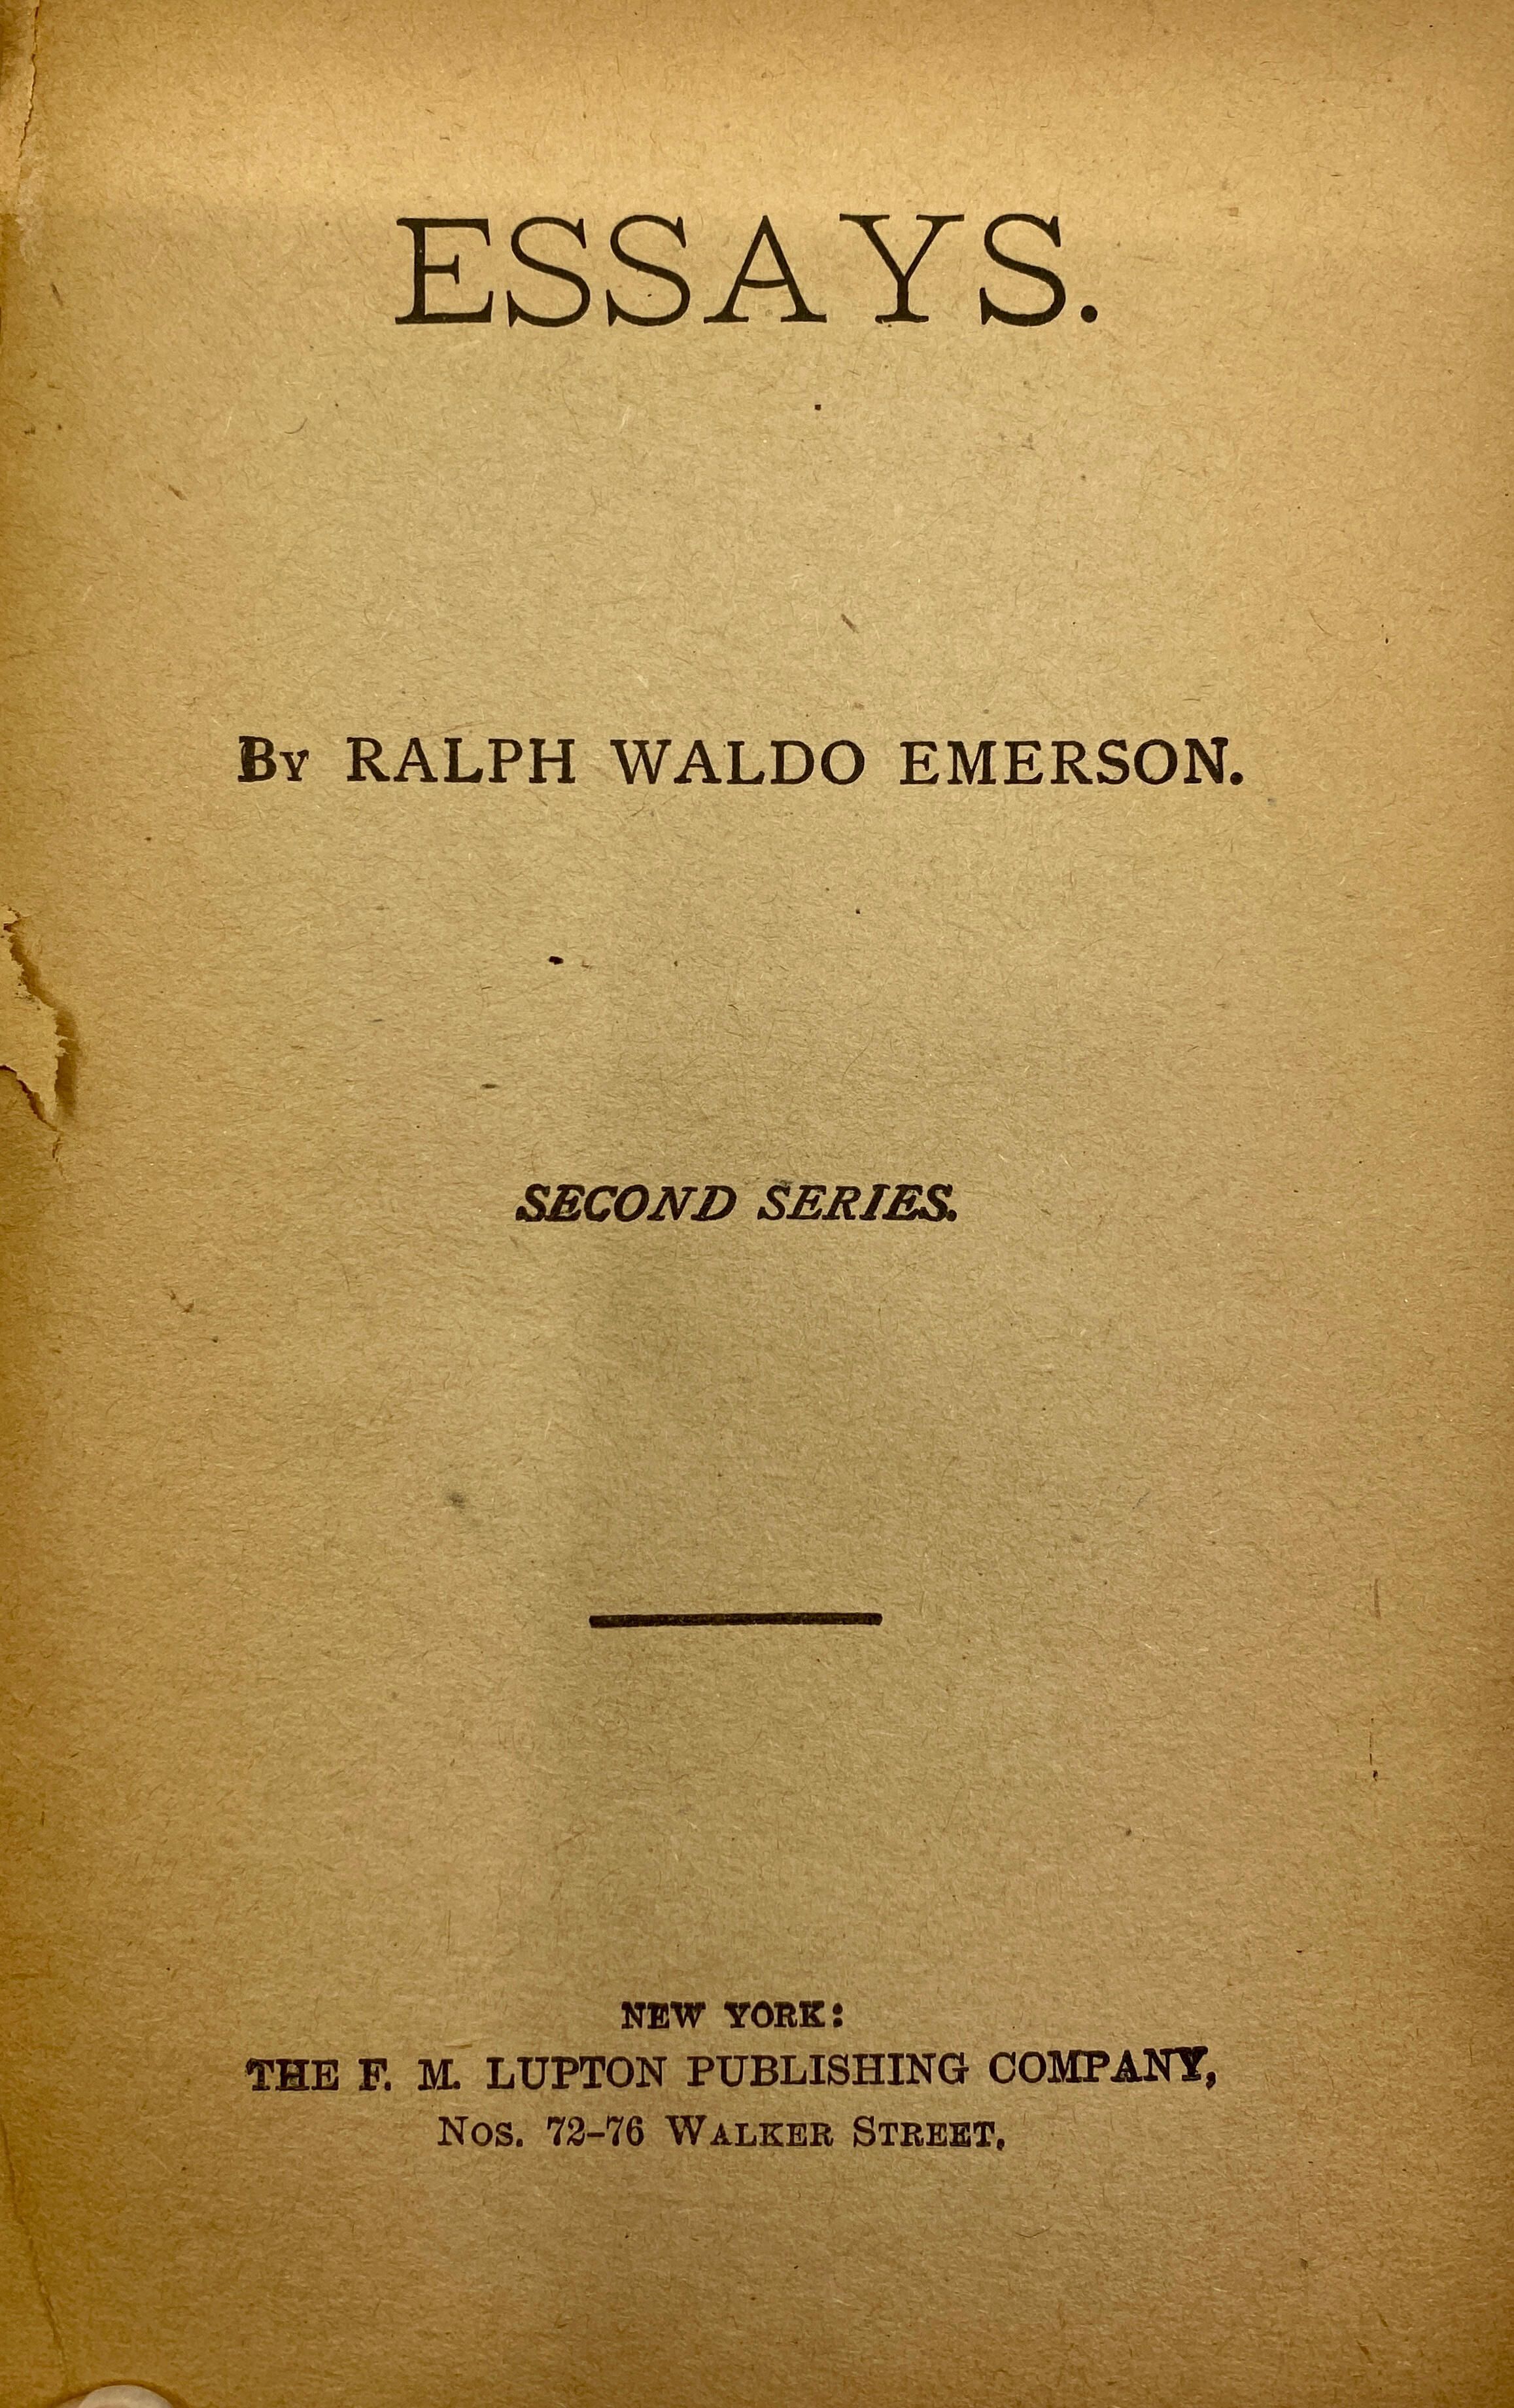 ESSAYS.
By RALPH WALDO EMERSON.
SECOND SERIES.
NEW YORK:
THE F. M. LUPTON PUBLISHING COMPANY,
Nos. 72–76 Walker Street.